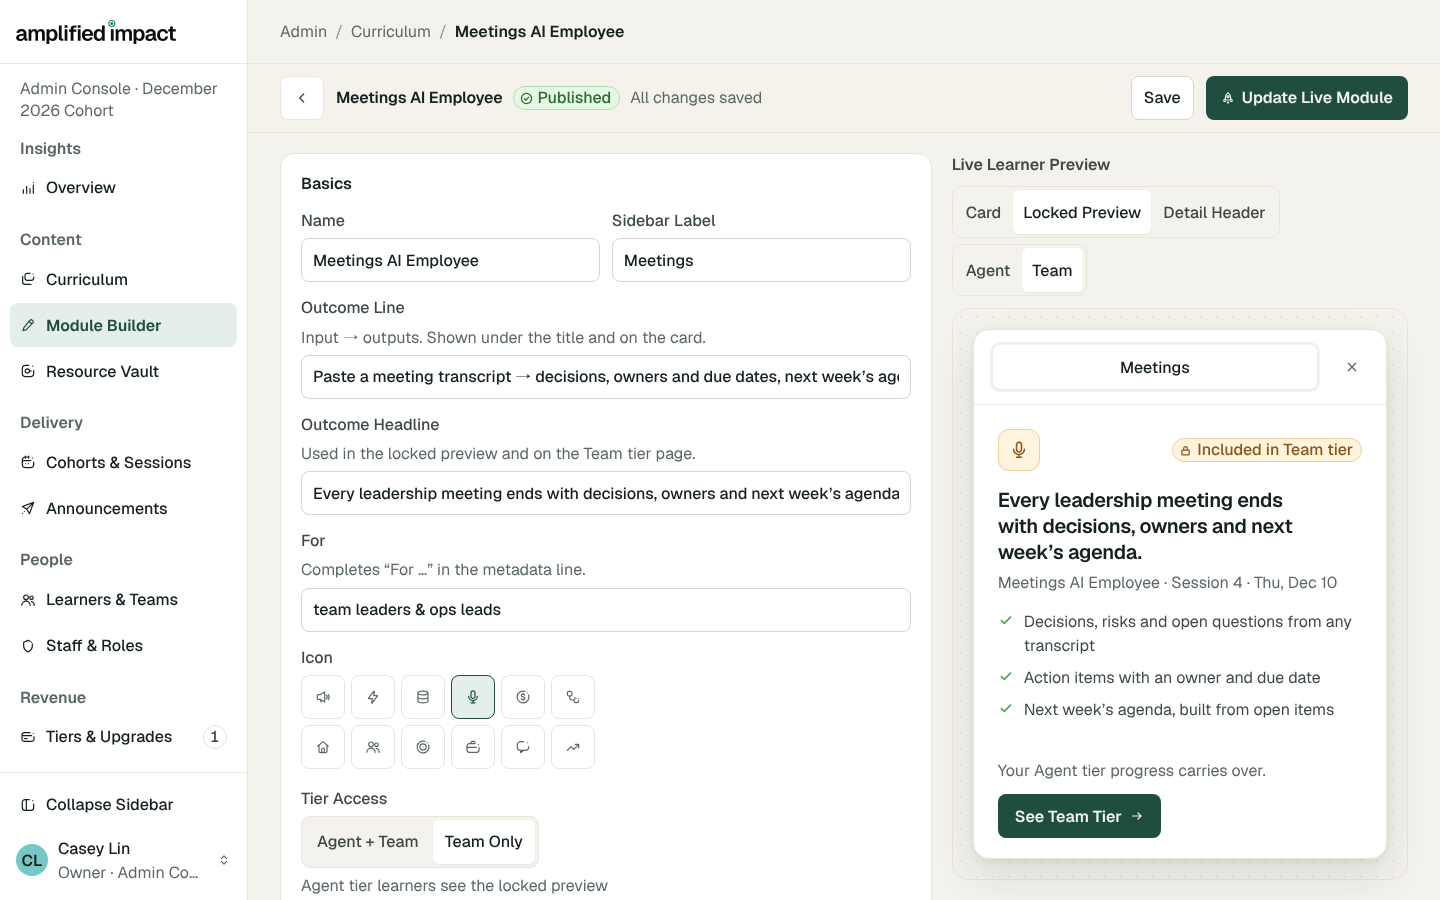 amplified impact
Admin Console · December
2026 Cohort
Insights
Overview
Content
Curriculum
Module Builder
Resource Vault
Delivery
Cohorts & Sessions
Announcements
People
Learners & Teams
Staff & Roles
Revenue
Tiers & Upgrades 1
Collapse Sidebar
CL
Casey Lin
Owner · Admin Co...
Admin / Curriculum / Meetings AI Employee
Meetings AI Employee Published All changes saved
Save Update Live Module
Basics
Name Sidebar Label
Meetings AI Employee Meetings
Outcome Line
Input → outputs. Shown under the title and on the card.
Paste a meeting transcript → decisions, owners and due dates, next week’s
Outcome Headline
Used in the locked preview and on the Team tier page.
Every leadership meeting ends with decisions, owners and next week’s agenda
For
Completes “For …” in the metadata line.
team leaders & ops leads
Icon
Tier Access
Agent + Team Team Only
Agent tier learners see the locked preview
Live Learner Preview
Card Locked Preview Detail Header
Agent Team
Meetings
Included in Team tier
Every leadership meeting ends
with decisions, owners and next
week’s agenda.
Meetings AI Employee · Session 4 · Thu, Dec 10
Decisions, risks and open questions from any
transcript
Action items with an owner and due date
Next week’s agenda, built from open items
Your Agent tier progress carries over.
See Team Tier →